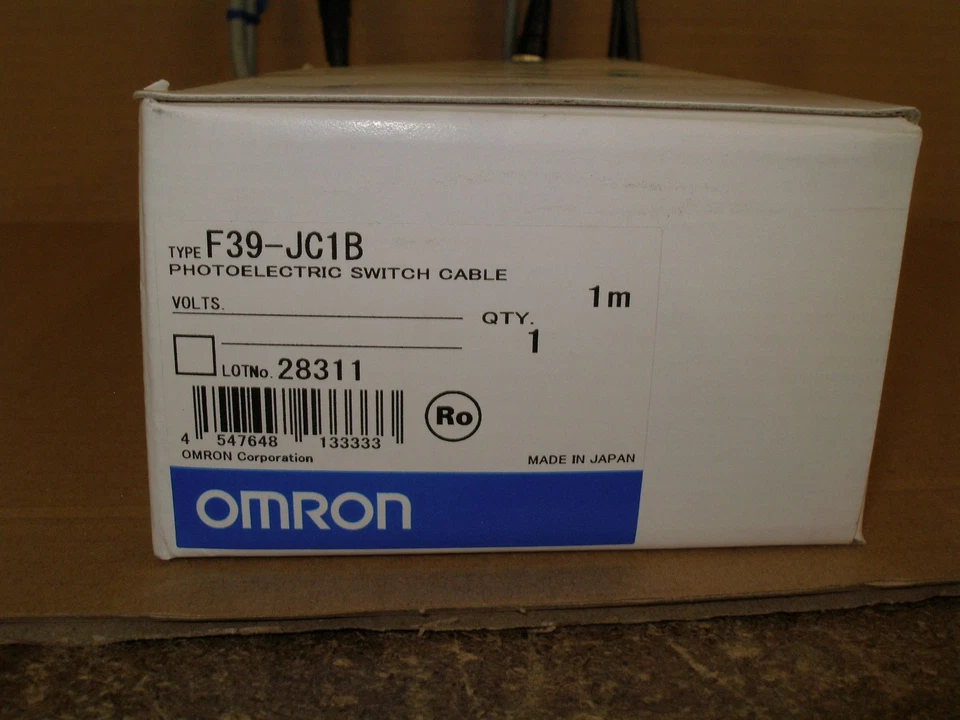 TYPE F39-JC1B
PHOTOELECTRIC SWITCH CABLE
1m
VOLTS.
QTY.
1
LOTNo. 28311
Ro
4 547648 133333
OMRON Corporation
MADE IN JAPAN
OMRON